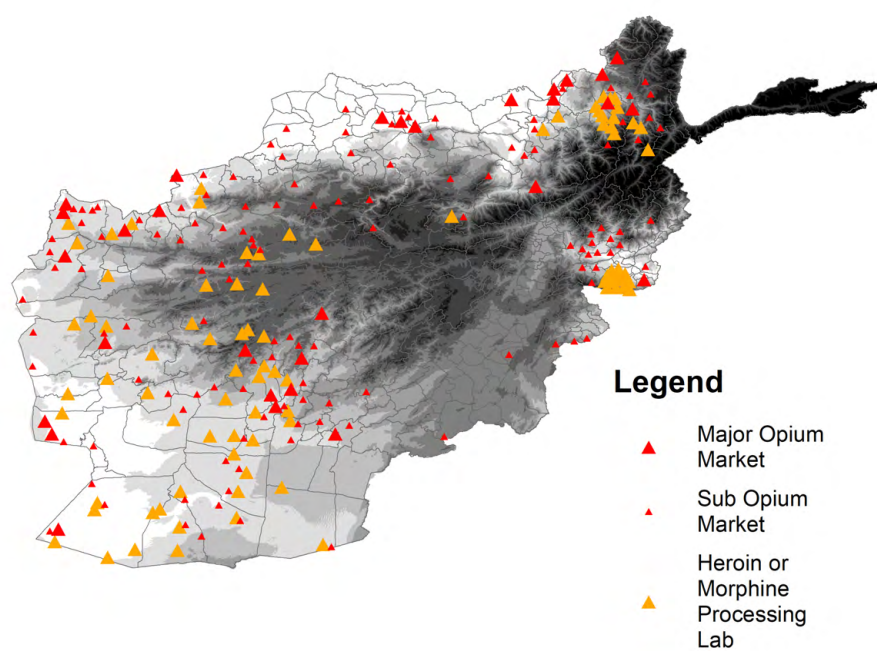 Legend
Major Opium
Market
Sub Opium
Market
Heroin or
Morphine
Processing
Lab